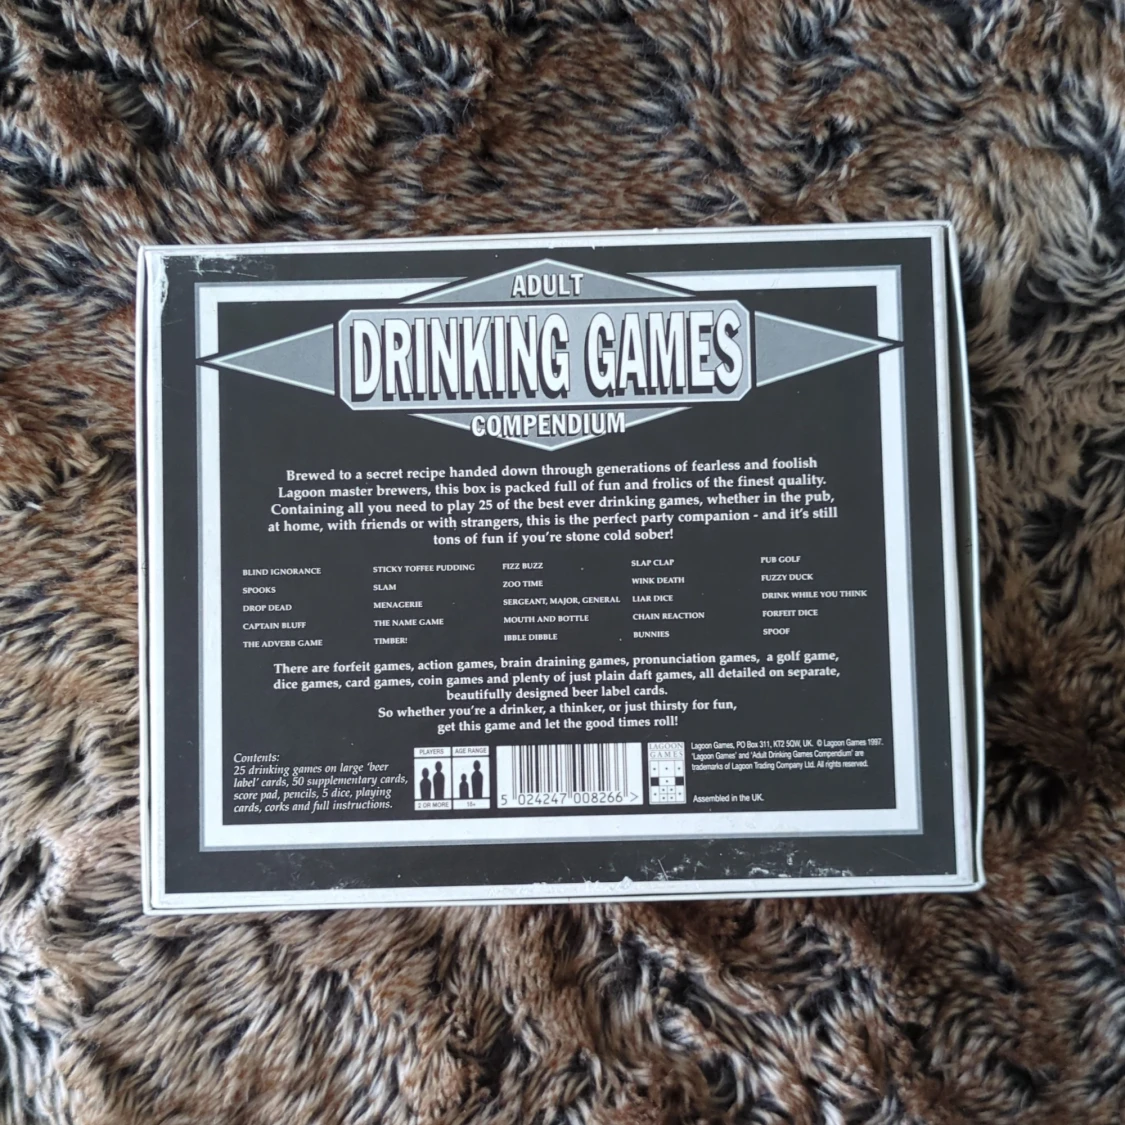 ADULT
DRINKING GAMES
COMPENDIUM
Brewed to a secret recipe handed down through generations of fearless and foolish
Lagoon master brewers, this box is packed full of fun and frolics of the finest quality.
Containing all you need to play 25 of the best ever drinking games, whether in the pub,
at home, with friends or with strangers, this is the perfect party companion - and it's still
tons of fun if you're stone cold sober!
BLIND IGNORANCE
SPOOKS
DROP DEAD
CAPTAIN BLUFF
THE ADVERB GAME
STICKY TOFFEE PUDDING
SLAM
MENAGERIE
THE NAME GAME
TIMBER!
FIZZ BUZZ
ZOO TIME
SERGEANT, MAJOR, GENERAL
MOUTH AND BOTTLE
IBBLE DIBBLE
SLAP CLAP
WINK DEATH
LIAR DICE
CHAIN REACTION
BUNNIES
PUB GOLF
FUZZY DUCK
DRINK WHILE YOU THINK
FORFEIT DICE
SPOOF
There are forfeit games, action games, brain draining games, pronunciation games, a golf game,
dice games, card games, coin games and plenty of just plain daft games, all detailed on separate,
beautifully designed beer label cards.
So whether you're a drinker, a thinker, or just thirsty for fun,
get this game and let the good times roll!
Contents:
25 drinking games on large 'beer
label' cards, 50 supplementary cards,
score pad, pencils, 5 dice, playing
cards, corks and full instructions.
PLAYERS
2 OR MORE
AGE RANGE
18+
5 024247 008266 >
LAGOON
GAMES
Lagoon Games, PO Box 311, KT2 5QW, UK. © Lagoon Games 1997.
'Lagoon Games' and 'Adult Drinking Games Compendium' are
trademarks of Lagoon Trading Company Ltd. All rights reserved.
Assembled in the UK.